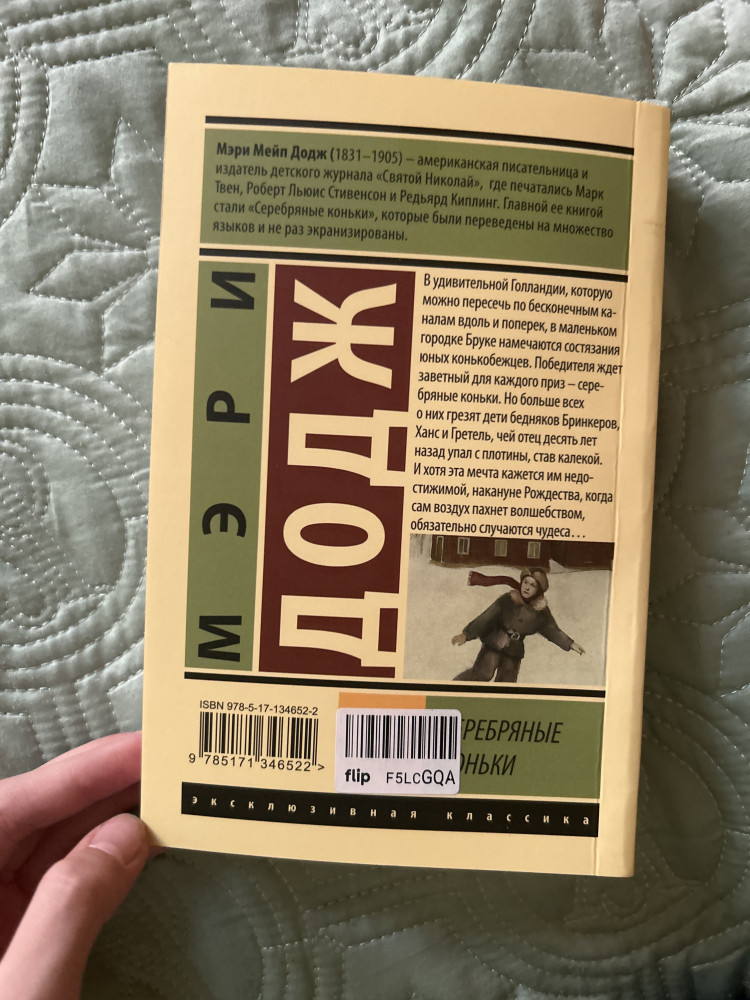 Мэри Мейп Додж (1831–1905) – американская писательница и
издатель детского журнала «Святой Николай», где печатались Марк
Твен, Роберт Льюис Стивенсон и Редьярд Киплинг. Главной ее книгой
стали «Серебряные коньки», которые были переведены на множество
языков и не раз экранизированы.
МЭРИ
ДОДЖ
В удивительной Голландии, которую
можно пересечь по бесконечным ка-
налам вдоль и поперек, в маленьком
городке Бруке намечаются состязания
юных конькобежцев. Победителя ждет
заветный для каждого приз – сере-
бряные коньки. Но больше всех
о них грезят дети бедняков Бринкеров,
Ханс и Гретель, чей отец десять лет
назад упал с плотины, став калекой.
И хотя эта мечта кажется им недо-
стижимой, накануне Рождества, когда
сам воздух пахнет волшебством,
обязательно случаются чудеса...
ISBN 978-5-17-134652-2
9 785171 346522 >
flip F5LCGQA
ЕРЕБРЯНЫЕ
ОНЬКИ
эксклюзивная классика